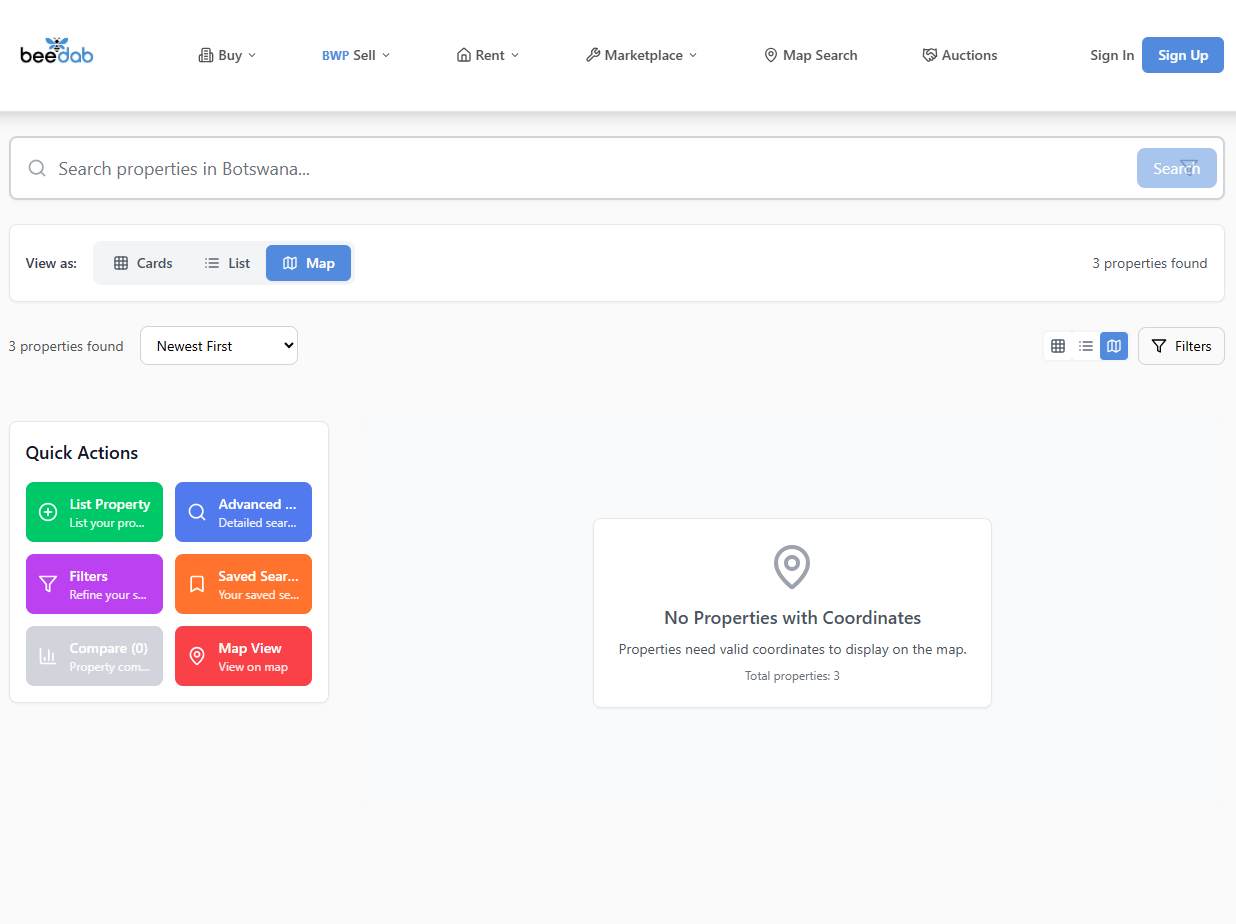 beedab
Buy
BWP Sell
Rent
Marketplace
Map Search
Auctions
Sign In
Sign Up
Search properties in Botswana...
Search
View as:
Cards
List
Map
3 properties found
3 properties found
Newest First
Filters
Quick Actions
List Property
List your pro...
Advanced ...
Detailed sear...
Filters
Refine your s...
Saved Sear...
Your saved se...
Compare (0)
Property com...
Map View
View on map
No Properties with Coordinates
Properties need valid coordinates to display on the map.
Total properties: 3